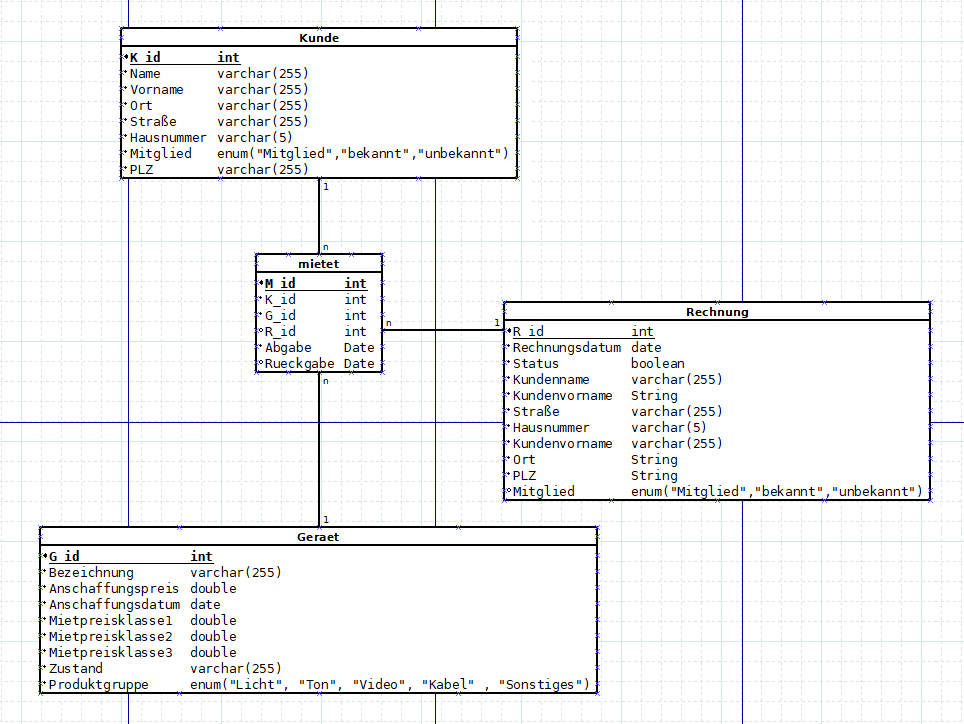 Kunde
K_id int
Name varchar(255)
Vorname varchar(255)
Ort varchar(255)
Straße varchar(255)
Hausnummer varchar(5)
Mitglied enum("Mitglied","bekannt","unbekannt")
PLZ varchar(255)
1
n
mietet
M_id int
K_id int
G_id int
R_id int
Abgabe Date
Rueckgabe Date
n
1
n
Rechnung
R_id int
Rechnungsdatum date
Status boolean
Kundenname varchar(255)
Kundenvorname String
Straße varchar(255)
Hausnummer varchar(5)
Kundenvorname varchar(255)
Ort String
PLZ String
Mitglied enum("Mitglied","bekannt","unbekannt")
1
Geraet
G_id int
Bezeichnung varchar(255)
Anschaffungspreis double
Anschaffungsdatum date
Mietpreisklasse1 double
Mietpreisklasse2 double
Mietpreisklasse3 double
Zustand varchar(255)
Produktgruppe enum("Licht", "Ton", "Video", "Kabel" , "Sonstiges")